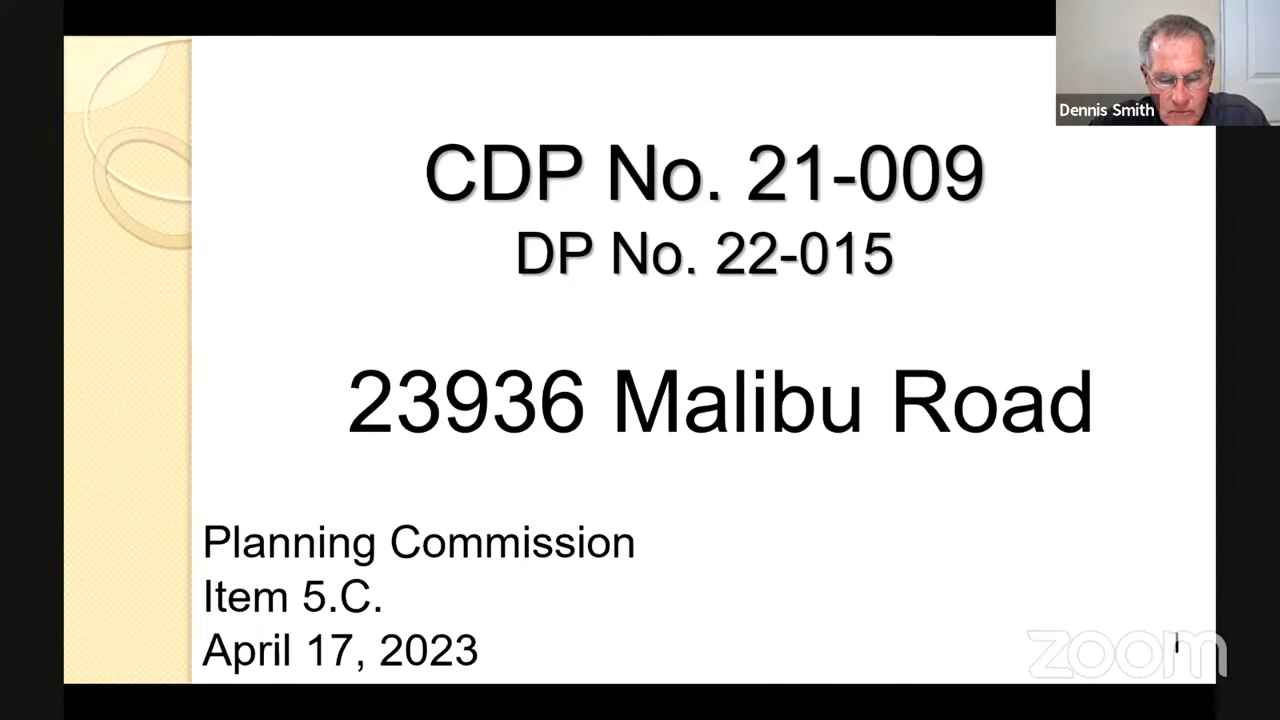 Dennis Smith
CDP No. 21-009
DP No. 22-015
23936 Malibu Road
Planning Commission
Item 5.C.
April 17, 2023
zoom